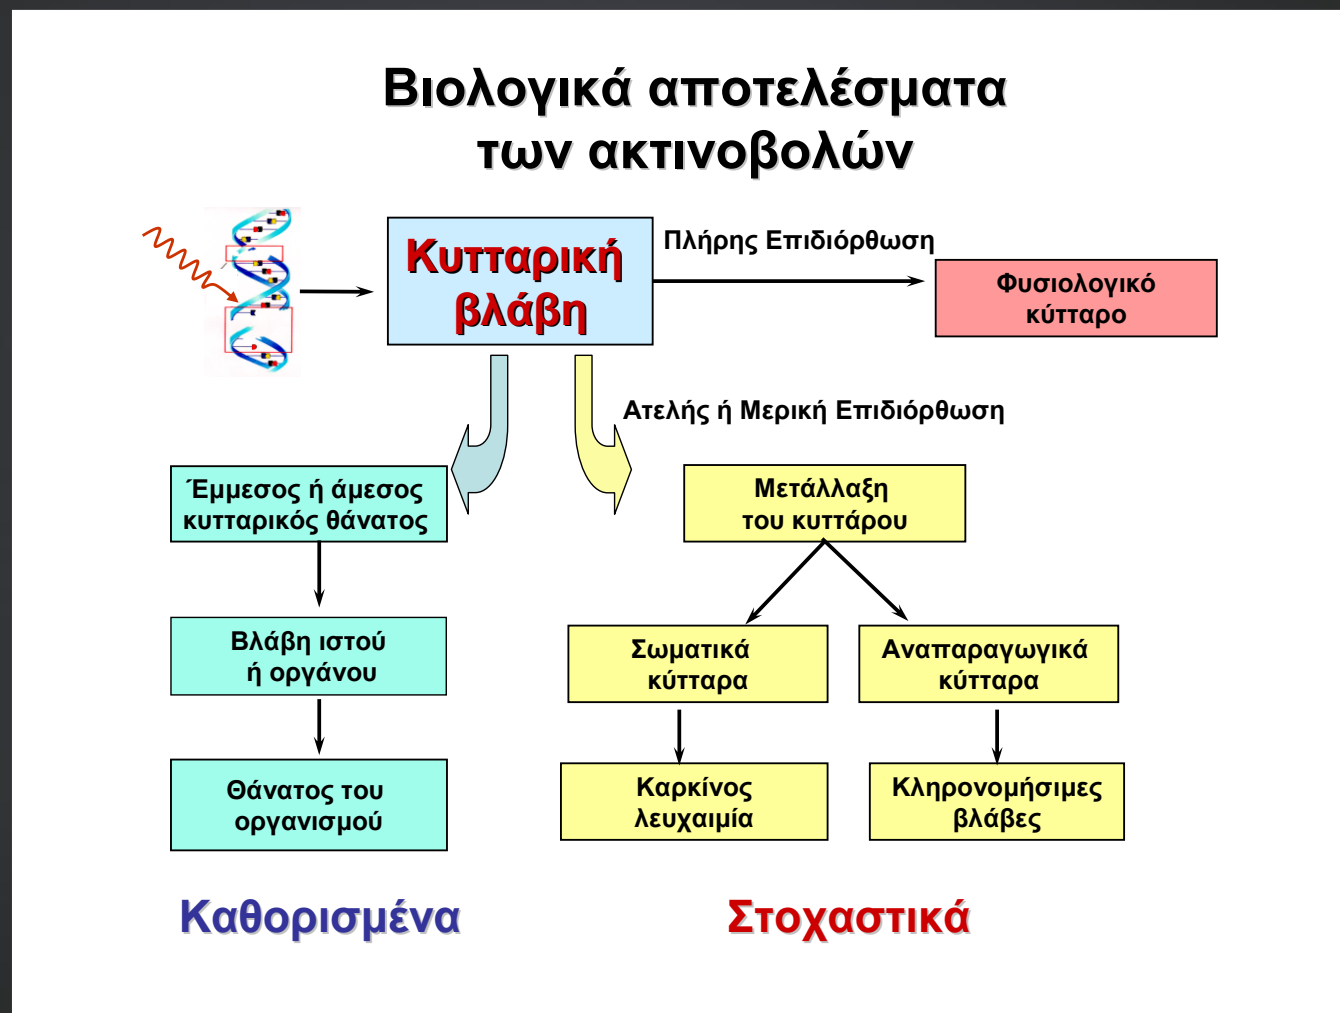 Βιολογικά αποτελέσματα
των ακτινοβολών
Κυτταρική
βλάβη
Πλήρης Επιδιόρθωση
Φυσιολογικό
κύτταρο
Ατελής ή Μερική Επιδιόρθωση
Έμμεσος ή άμεσος
κυτταρικός θάνατος
Μετάλλαξη
του κυττάρου
Βλάβη ιστού
ή οργάνου
Σωματικά
κύτταρα
Αναπαραγωγικά
κύτταρα
Θάνατος του
οργανισμού
Καρκίνος
λευχαιμία
Κληρονομήσιμες
βλάβες
Καθορισμένα
Στοχαστικά